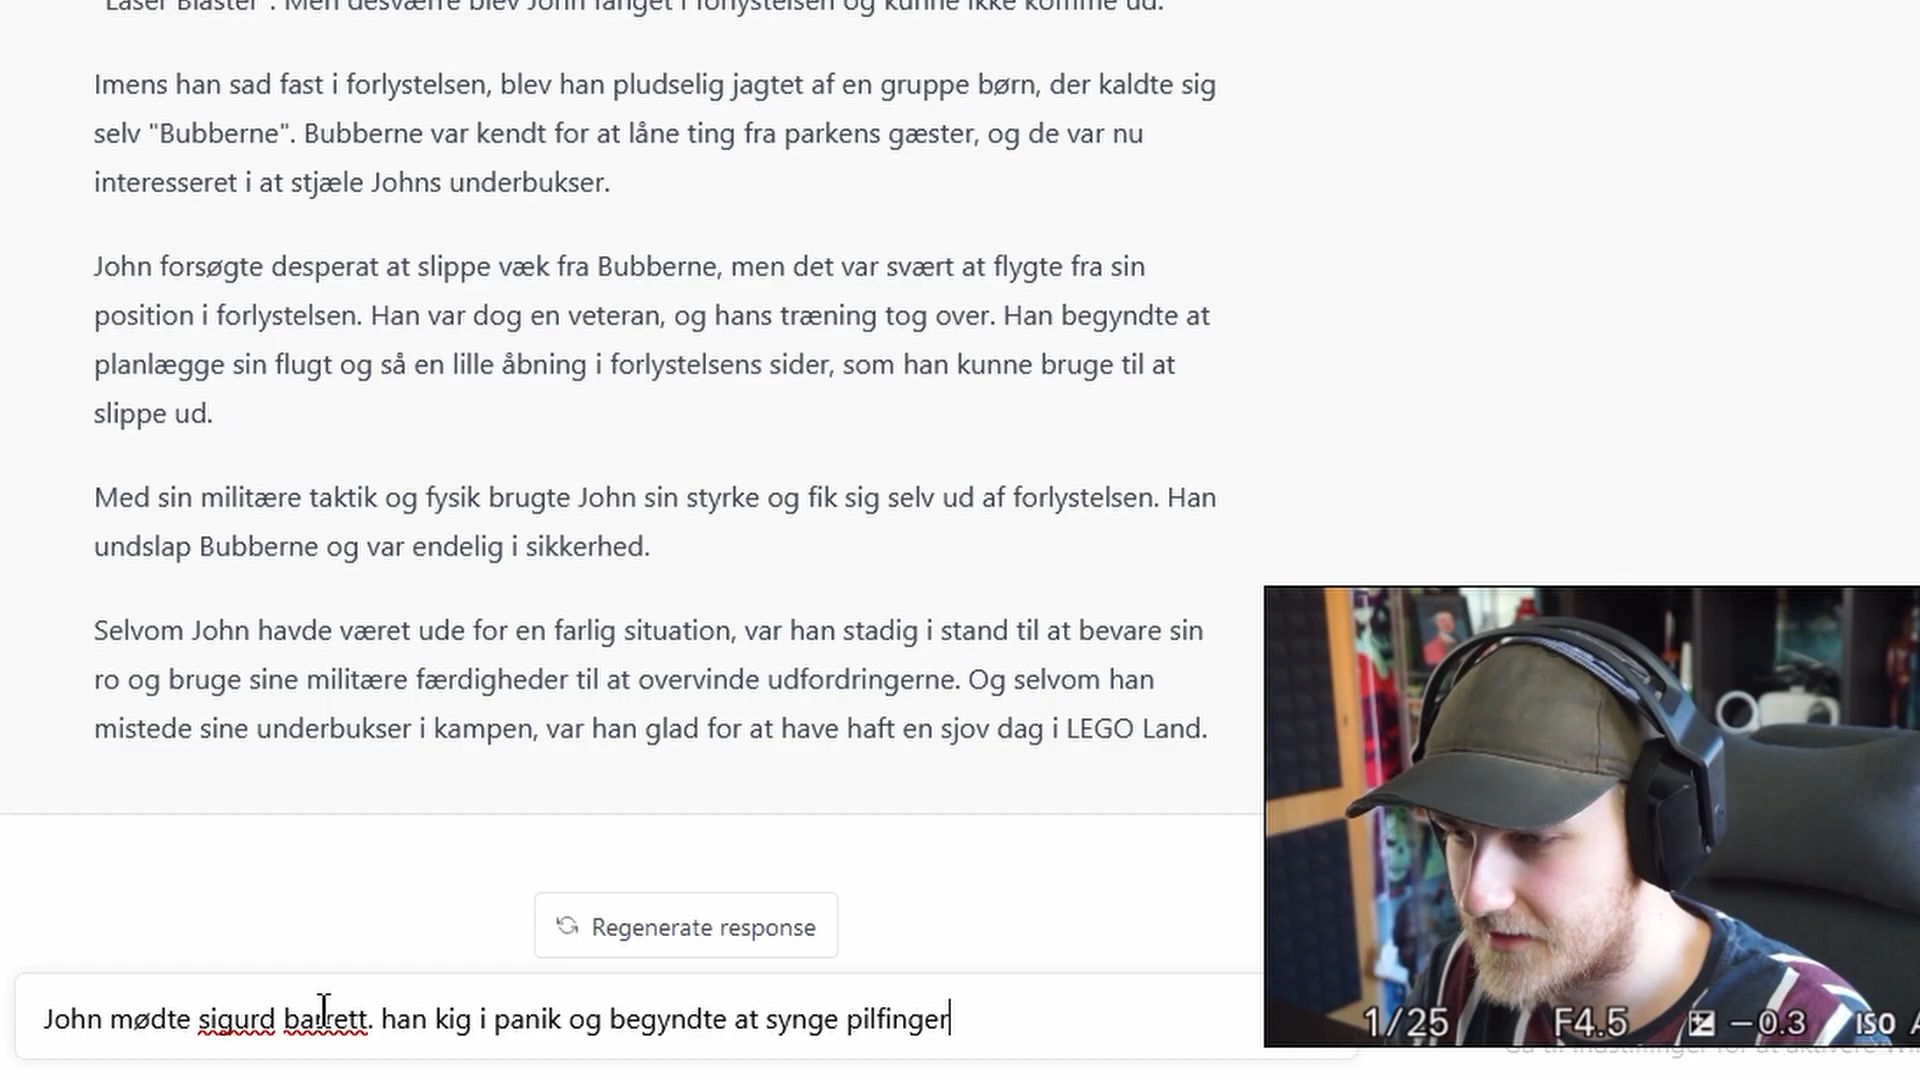 "Laser Blaster". Men desværre blev John fanget i forlystelsen og kunne ikke komme ud.
Imens han sad fast i forlystelsen, blev han pludselig jagtet af en gruppe børn, der kaldte sig
selv "Bubberne". Bubberne var kendt for at låne ting fra parkens gæster, og de var nu
interesseret i at stjæle Johns underbukser.
John forsøgte desperat at slippe væk fra Bubberne, men det var svært at flygte fra sin
position i forlystelsen. Han var dog en veteran, og hans træning tog over. Han begyndte at
planlægge sin flugt og så en lille åbning i forlystelsens sider, som han kunne bruge til at
slippe ud.
Med sin militære taktik og fysik brugte John sin styrke og fik sig selv ud af forlystelsen. Han
undslap Bubberne og var endelig i sikkerhed.
Selvom John havde været ude for en farlig situation, var han stadig i stand til at bevare sin
ro og bruge sine militære færdigheder til at overvinde udfordringerne. Og selvom han
mistede sine underbukser i kampen, var han glad for at have haft en sjov dag i LEGO Land.
Regenerate response
John mødte sigurd barrett. han kig i panik og begyndte at synge pilfinger
1/25 F4.5 −0.3 ISO